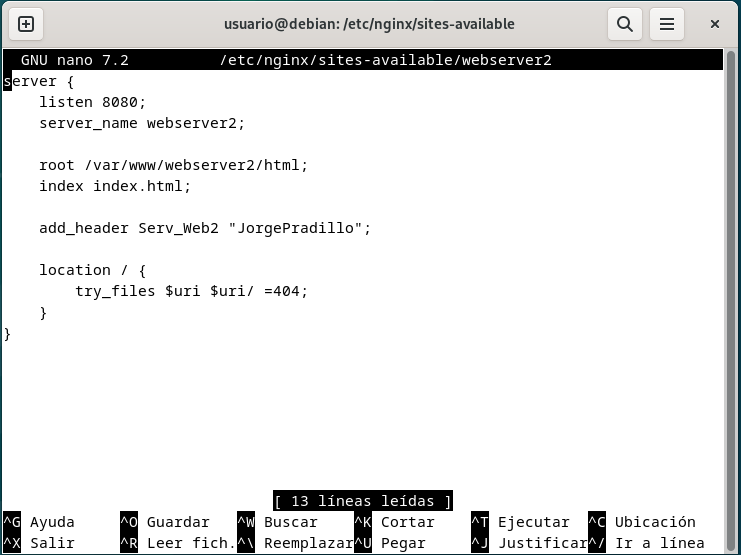 usuario@debian: /etc/nginx/sites-available
GNU nano 7.2 /etc/nginx/sites-available/webserver2
server {
    listen 8080;
    server_name webserver2;

    root /var/www/webserver2/html;
    index index.html;

    add_header Serv_Web2 "JorgePradillo";

    location / {
        try_files $uri $uri/ =404;
    }
}
[ 13 líneas leídas ]
^G Ayuda ^O Guardar ^W Buscar ^K Cortar ^T Ejecutar ^C Ubicación
^X Salir ^R Leer fich. ^\ Reemplazar ^U Pegar ^J Justificar ^/ Ir a línea